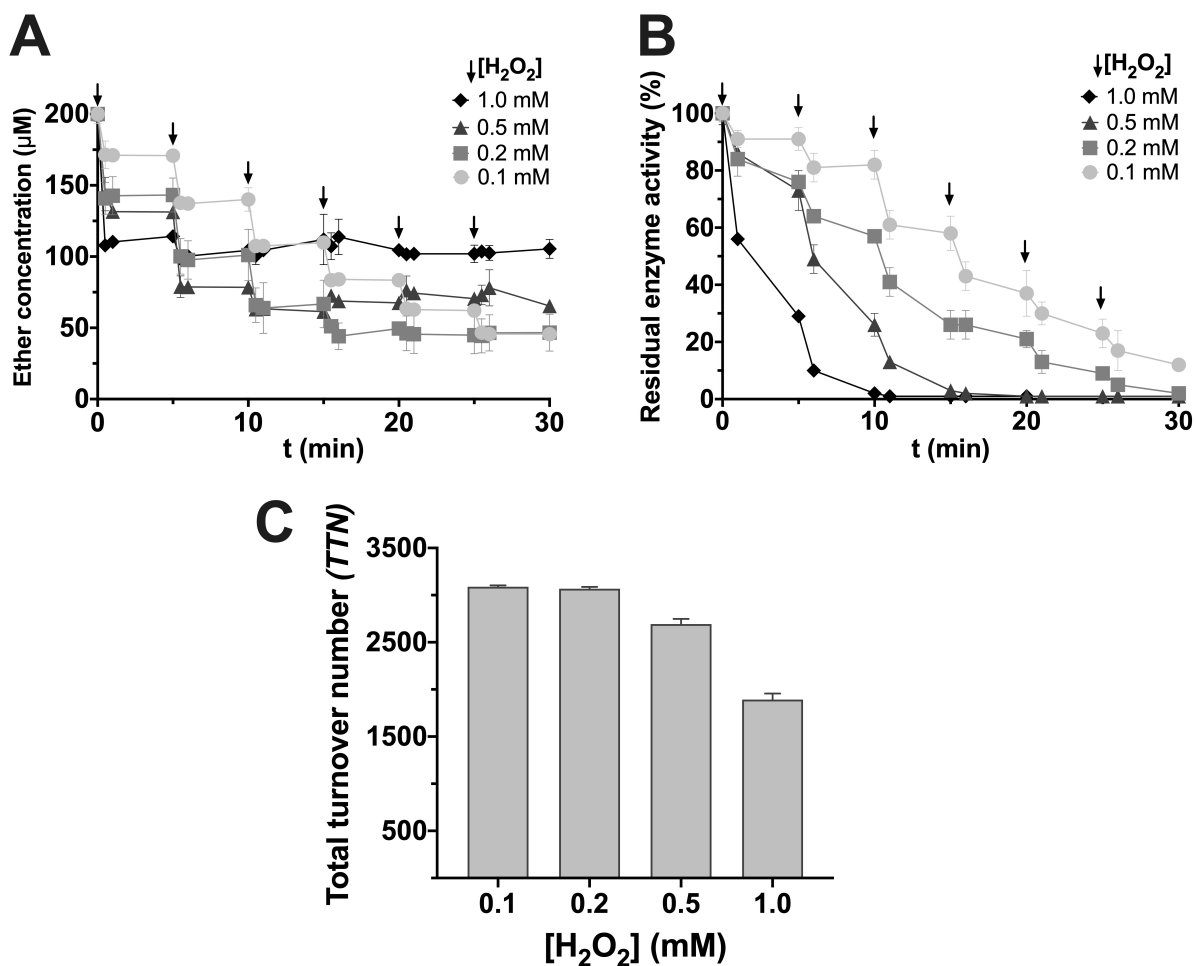 A
Ether concentration (µM)
200
150
100
50
0
0 10 20 30
t (min)
↓[H₂O₂]
1.0 mM
0.5 mM
0.2 mM
0.1 mM
B
Residual enzyme activity (%)
100
80
60
40
20
0
0 10 20 30
t (min)
↓[H₂O₂]
1.0 mM
0.5 mM
0.2 mM
0.1 mM
C
Total turnover number (TTN)
3500
2500
1500
500
0.1 0.2 0.5 1.0
[H₂O₂] (mM)